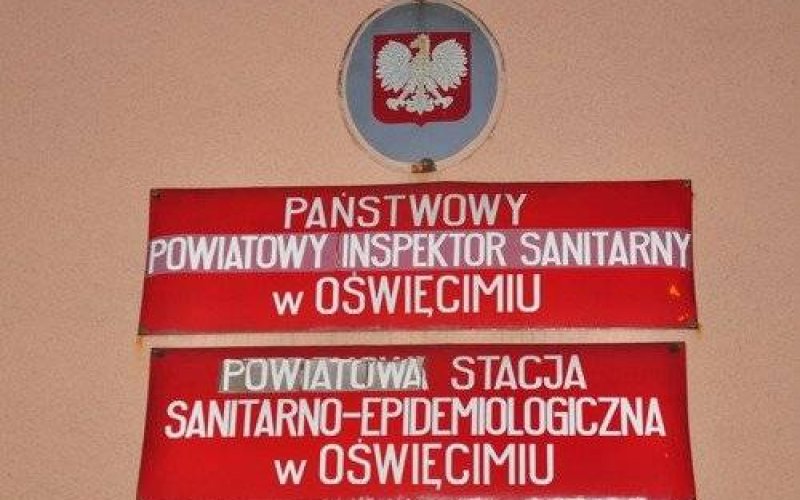 PAŃSTWOWY
POWIATOWY INSPEKTOR SANITARNY
w OŚWIĘCIMIU
POWIATOWA STACJA
SANITARNO-EPIDEMIOLOGICZNA
w OŚWIĘCIMIU